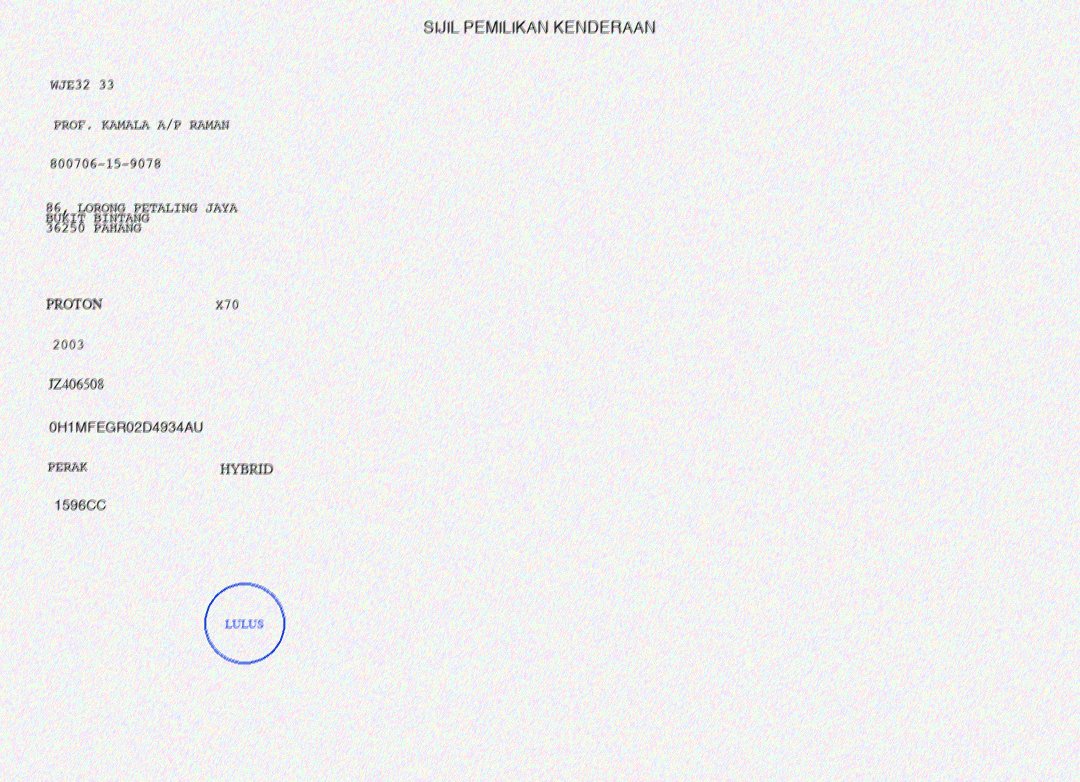 SIJIL PEMILIKAN KENDERAAN
WJE32 33
PROF. KAMALA A/P RAMAN
800706-15-9078
86, LORONG PETALING JAYA
BUKIT BINTANG
36250 PAHANG
PROTON X70
2003
JZ406508
0H1MFEGR02D4934AU
PERAK HYBRID
1596CC
LULUS